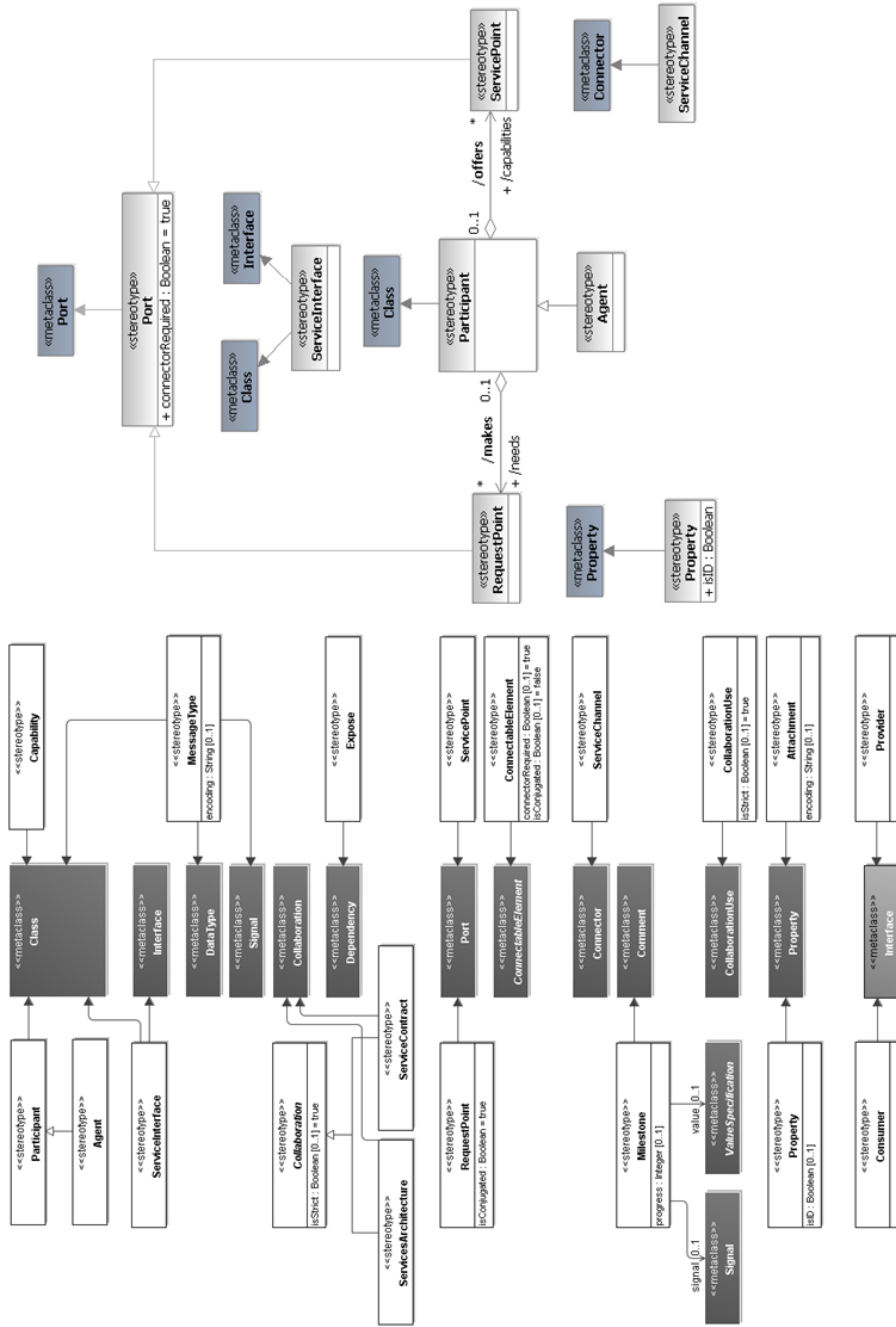 «metaclass»
Port
«stereotype»
Port
+ connectorRequired : Boolean = true
«metaclass»
Class
«metaclass»
Interface
«stereotype»
ServiceInterface
«metaclass»
Class
«stereotype»
RequestPoint
*
/makes
+ /needs
0..1
«stereotype»
Participant
0..1
/offers
+ /capabilities
*
«stereotype»
ServicePoint
«stereotype»
Agent
«metaclass»
Property
«stereotype»
Property
+ isID : Boolean
«metaclass»
Connector
«stereotype»
ServiceChannel
<<stereotype>>
Participant
<<metaclass>>
Class
<<stereotype>>
Capability
<<stereotype>>
Agent
<<stereotype>>
ServiceInterface
<<metaclass>>
Interface
<<stereotype>>
MessageType
encoding : String [0..1]
<<metaclass>>
DataType
<<metaclass>>
Signal
<<stereotype>>
Collaboration
isStrict : Boolean [0..1] = true
<<metaclass>>
Collaboration
<<metaclass>>
Dependency
<<stereotype>>
Expose
<<stereotype>>
ServicesArchitecture
<<stereotype>>
ServiceContract
<<stereotype>>
RequestPoint
isConjugated : Boolean = true
<<metaclass>>
Port
<<stereotype>>
ServicePoint
<<metaclass>>
ConnectableElement
<<stereotype>>
ConnectableElement
connectorRequired : Boolean [0..1] = true
isConjugated : Boolean [0..1] = false
<<metaclass>>
Connector
<<stereotype>>
ServiceChannel
<<stereotype>>
Milestone
progress : Integer [0..1]
<<metaclass>>
Comment
signal 0..1
value 0..1
<<metaclass>>
Signal
<<metaclass>>
ValueSpecification
<<metaclass>>
CollaborationUse
<<stereotype>>
CollaborationUse
isStrict : Boolean [0..1] = true
<<stereotype>>
Property
isID : Boolean [0..1]
<<metaclass>>
Property
<<stereotype>>
Attachment
encoding : String [0..1]
<<stereotype>>
Consumer
<<metaclass>>
Interface
<<stereotype>>
Provider